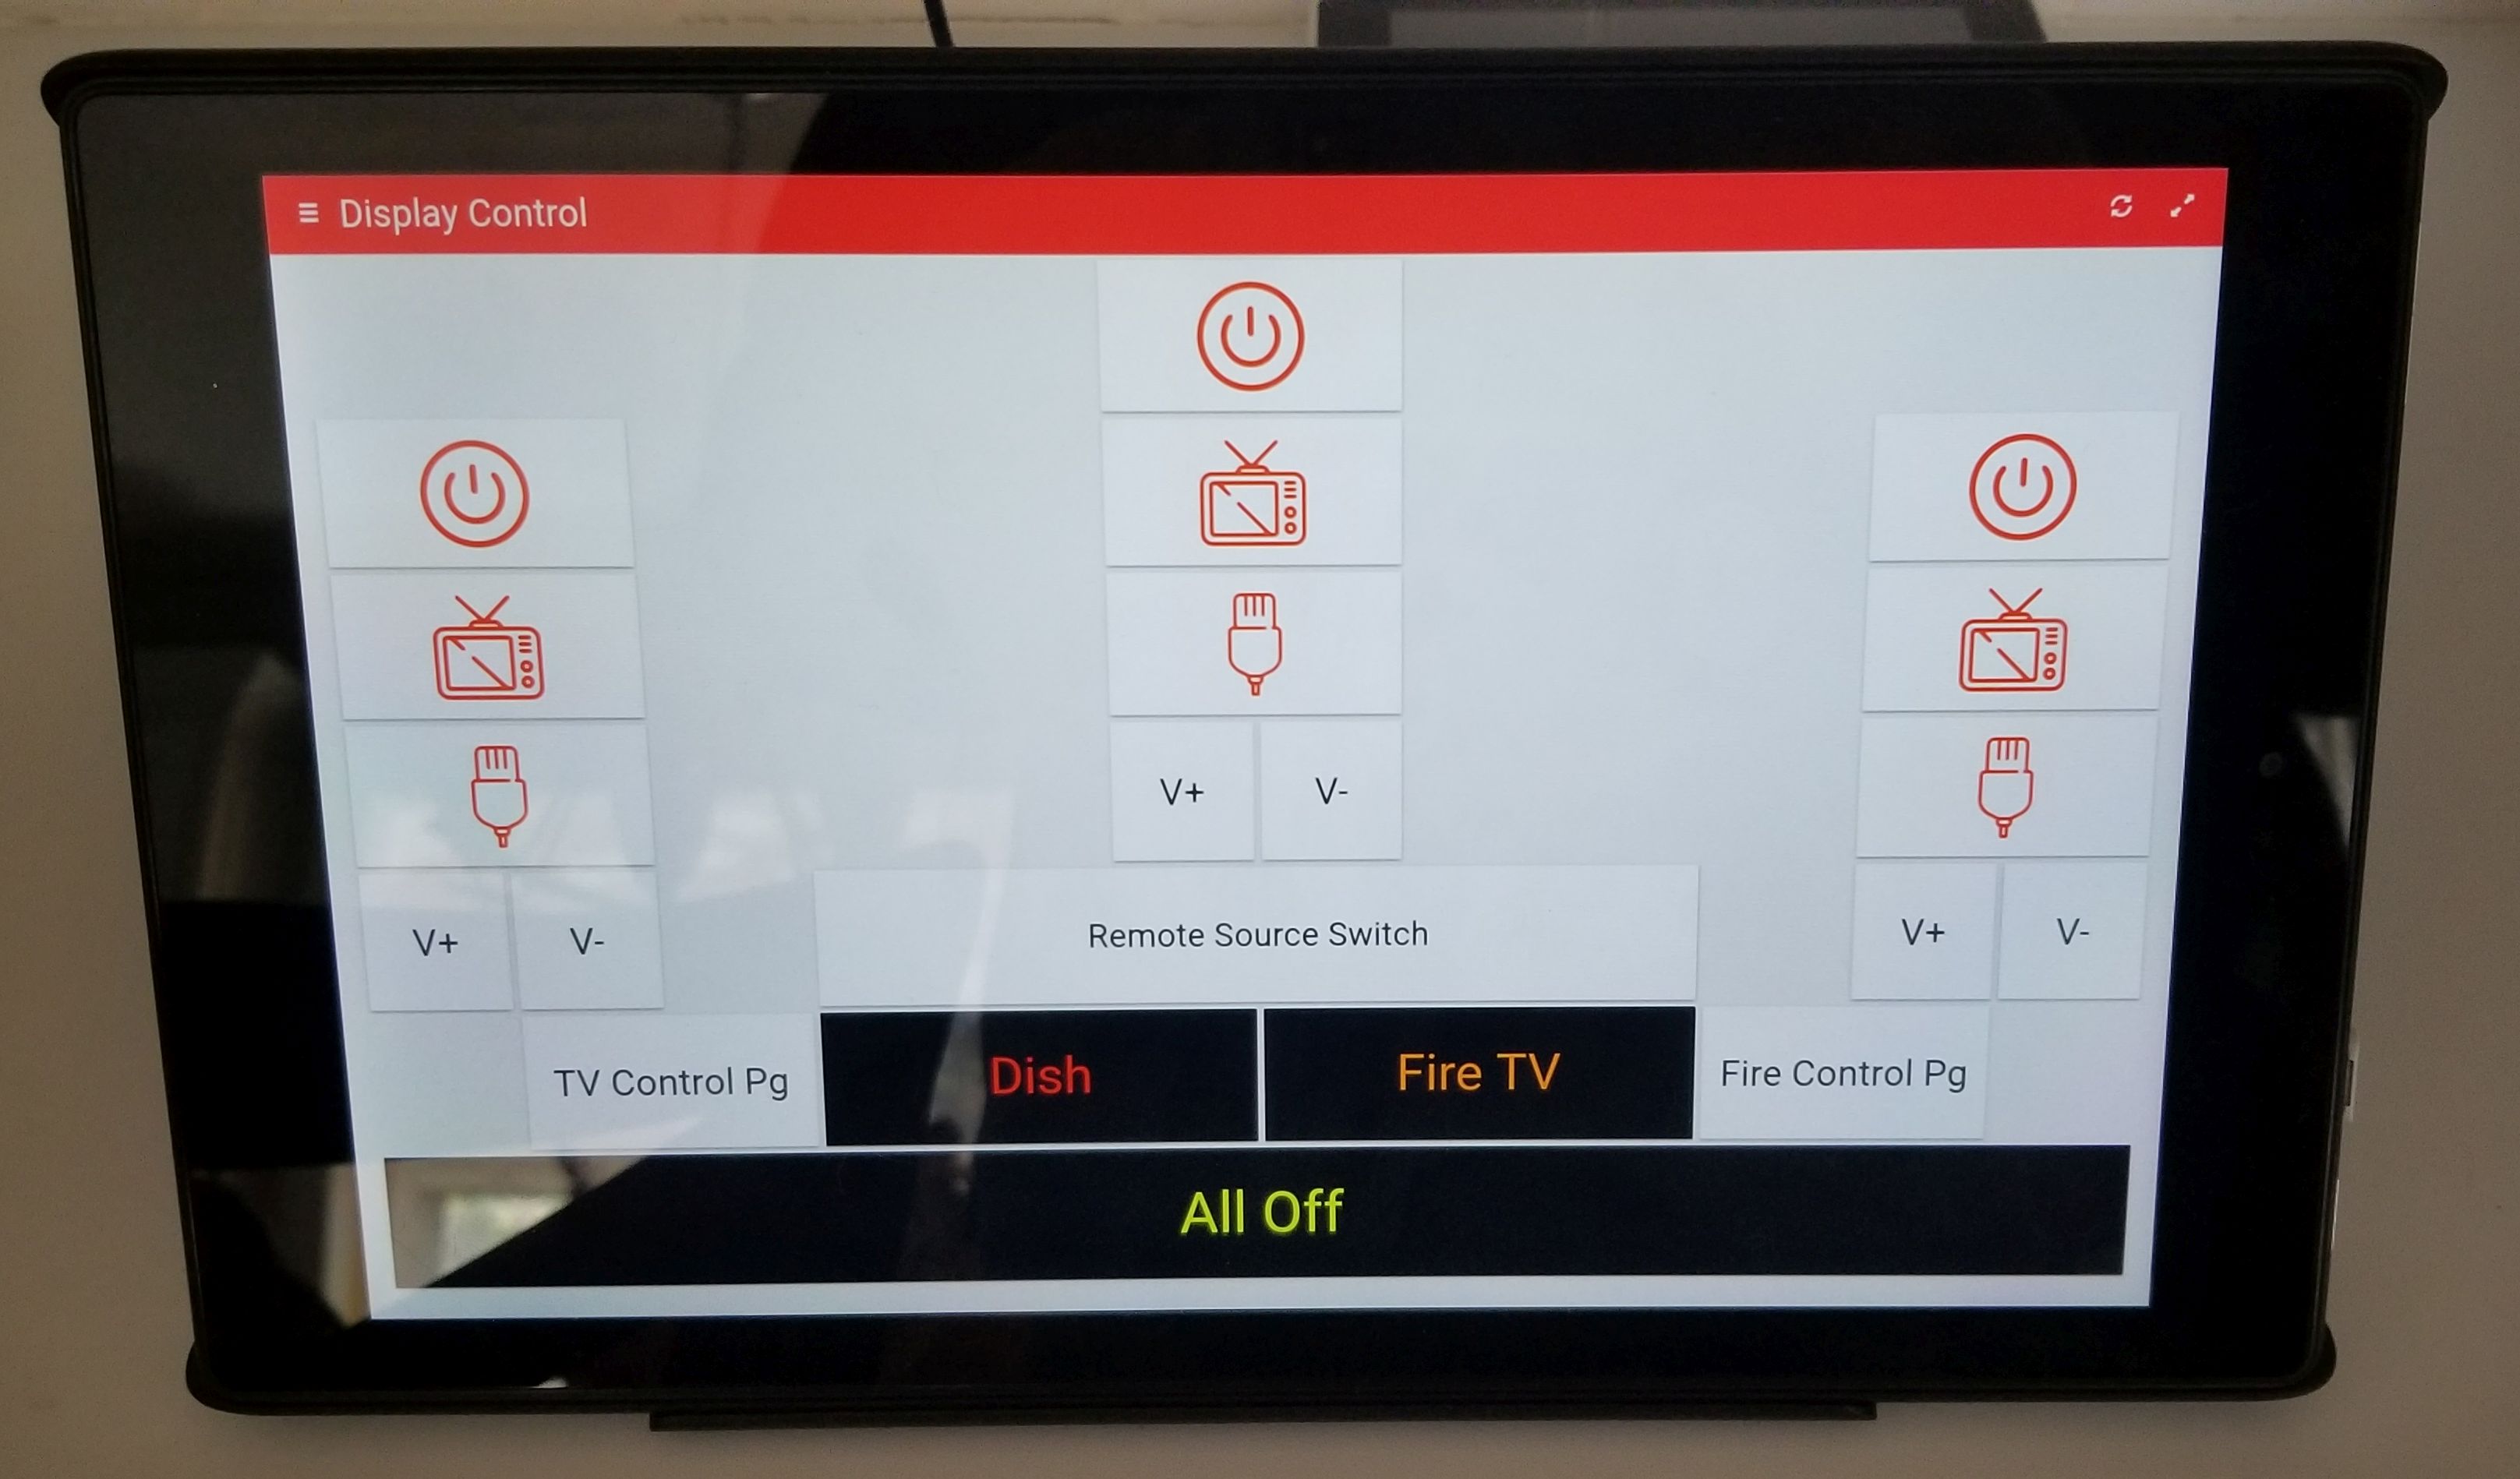 Display Control
V+ V-
V+ V-
Remote Source Switch
V+ V-
TV Control Pg
Dish
Fire TV
Fire Control Pg
All Off